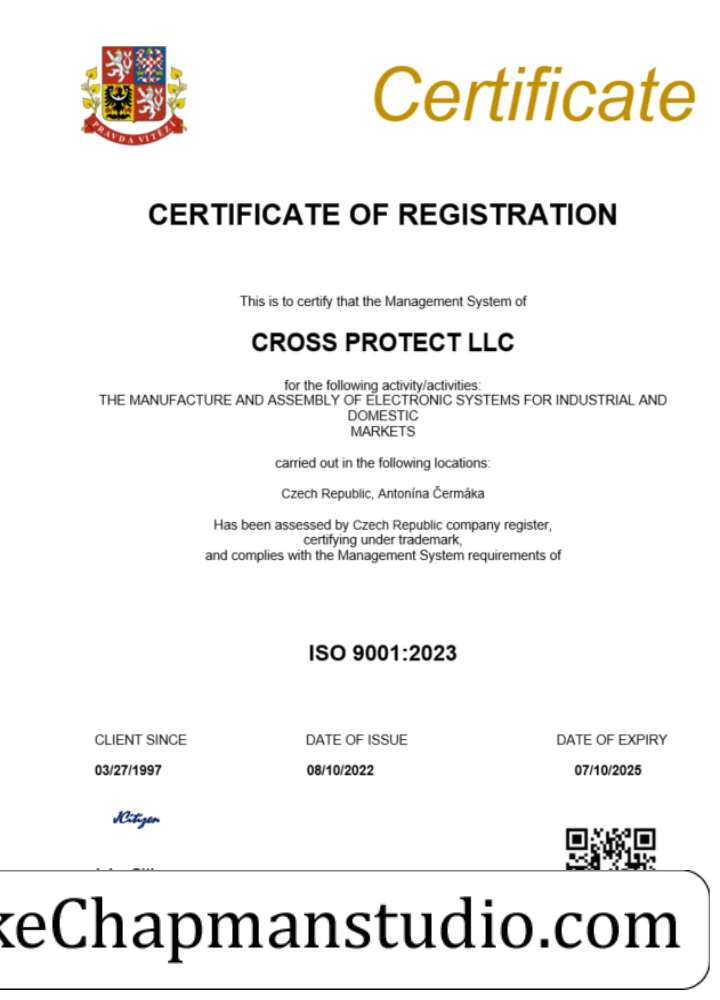 Certificate
PRAVDA VÍTĚZÍ
CERTIFICATE OF REGISTRATION
This is to certify that the Management System of
CROSS PROTECT LLC
for the following activity/activities:
THE MANUFACTURE AND ASSEMBLY OF ELECTRONIC SYSTEMS FOR INDUSTRIAL AND
DOMESTIC
MARKETS
carried out in the following locations:
Czech Republic, Antonína Čermáka
Has been assessed by Czech Republic company register,
certifying under trademark,
and complies with the Management System requirements of
ISO 9001:2023
CLIENT SINCE DATE OF ISSUE DATE OF EXPIRY
03/27/1997 08/10/2022 07/10/2025
JCitizen
keChapmanstudio.com